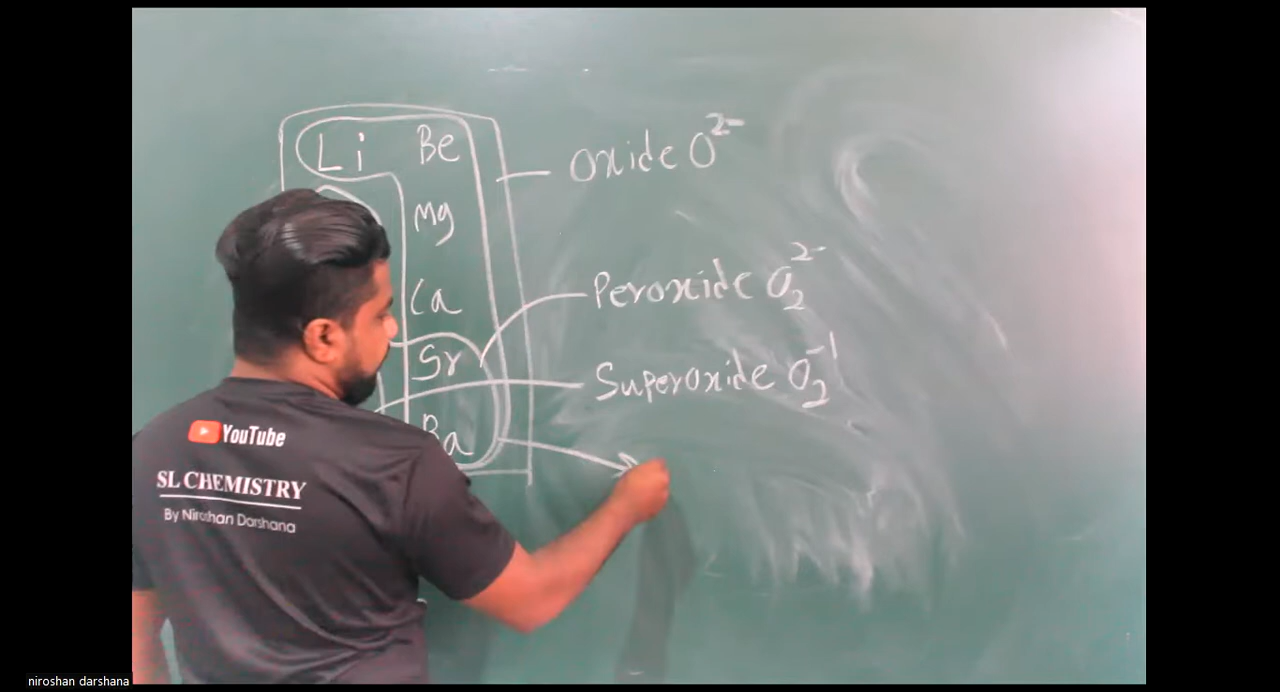 Li Be Oxide O²⁻
Mg
Ca Peroxide O₂²⁻
Sr Superoxide O₂⁻¹
Ba
YouTube
SL CHEMISTRY
By Niroshan Darshana
niroshan darshana